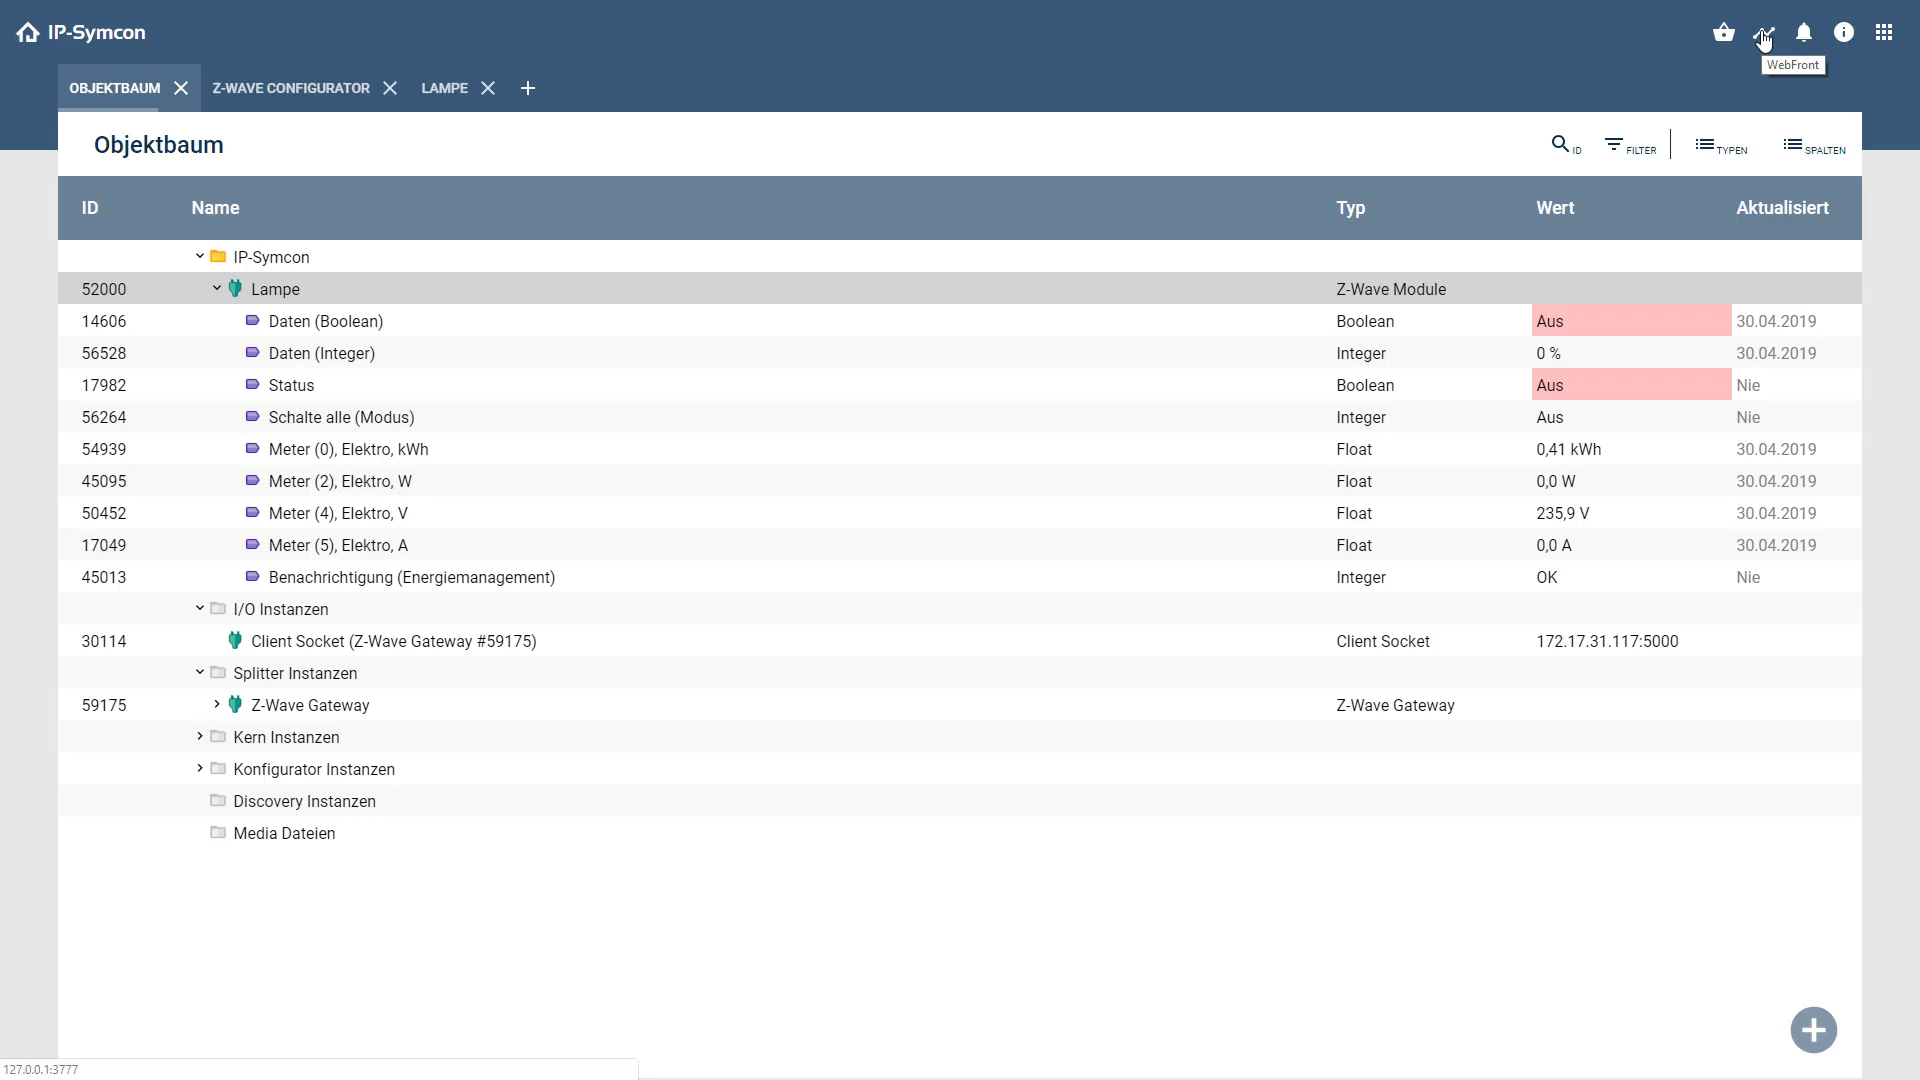 IP-Symcon
WebFront
OBJEKTBAUM
Z-WAVE CONFIGURATOR
LAMPE
Objektbaum
ID
FILTER
TYPEN
SPALTEN
ID Name Typ Wert Aktualisiert
IP-Symcon
52000 Lampe Z-Wave Module
14606 Daten (Boolean) Boolean Aus 30.04.2019
56528 Daten (Integer) Integer 0 % 30.04.2019
17982 Status Boolean Aus Nie
56264 Schalte alle (Modus) Integer Aus Nie
54939 Meter (0), Elektro, kWh Float 0,41 kWh 30.04.2019
45095 Meter (2), Elektro, W Float 0,0 W 30.04.2019
50452 Meter (4), Elektro, V Float 235,9 V 30.04.2019
17049 Meter (5), Elektro, A Float 0,0 A 30.04.2019
45013 Benachrichtigung (Energiemanagement) Integer OK Nie
I/O Instanzen
30114 Client Socket (Z-Wave Gateway #59175) Client Socket 172.17.31.117:5000
Splitter Instanzen
59175 Z-Wave Gateway Z-Wave Gateway
Kern Instanzen
Konfigurator Instanzen
Discovery Instanzen
Media Dateien
127.0.0.1:3777